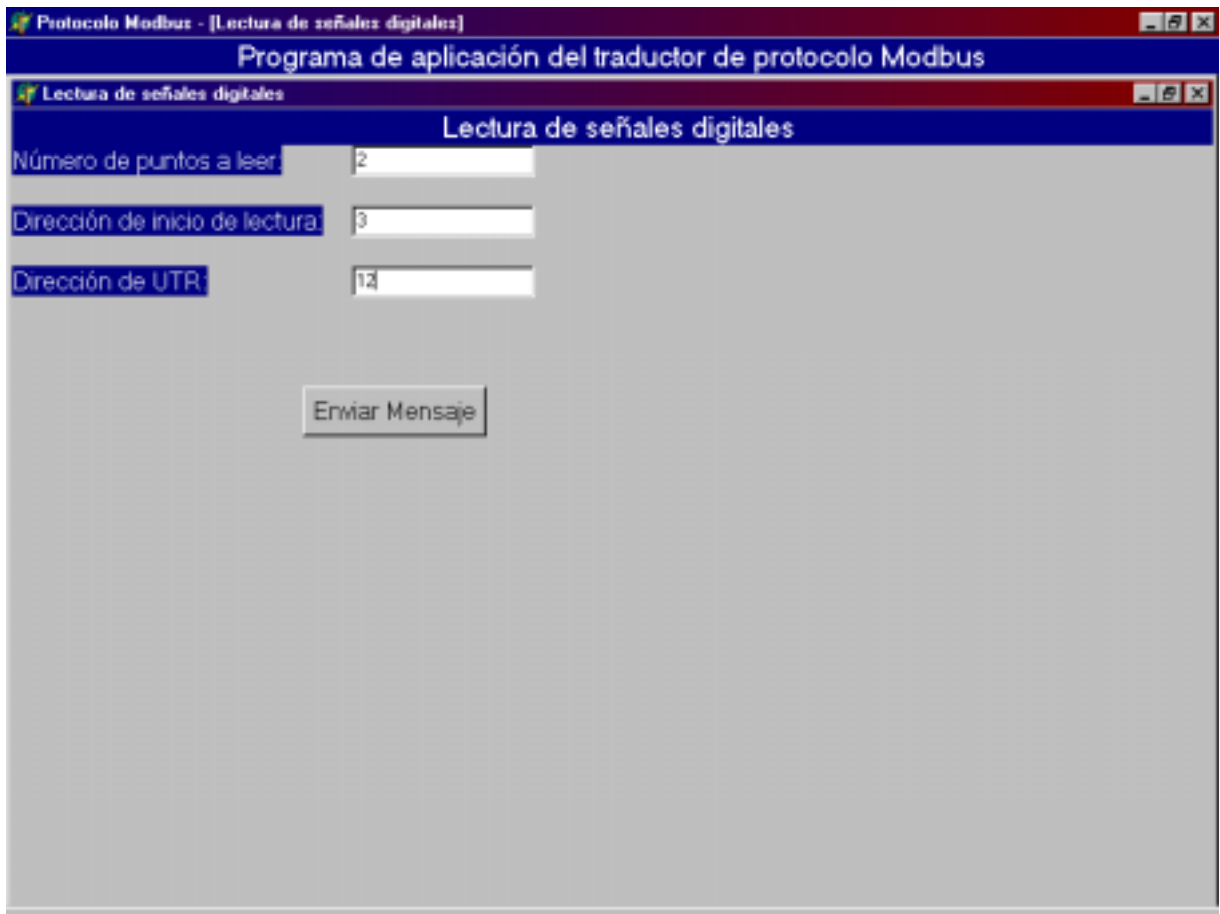 Protocolo Modbus - [Lectura de señales digitales]
Programa de aplicación del traductor de protocolo Modbus
Lectura de señales digitales
Lectura de señales digitales
Número de puntos a leer: 2
Dirección de inicio de lectura: 3
Dirección de UTR: 12
Enviar Mensaje